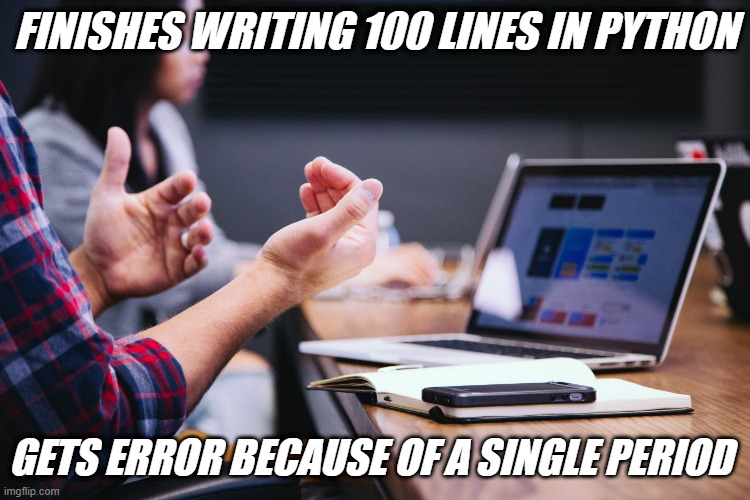 FINISHES WRITING 100 LINES IN PYTHON
GETS ERROR BECAUSE OF A SINGLE PERIOD
imgflip.com